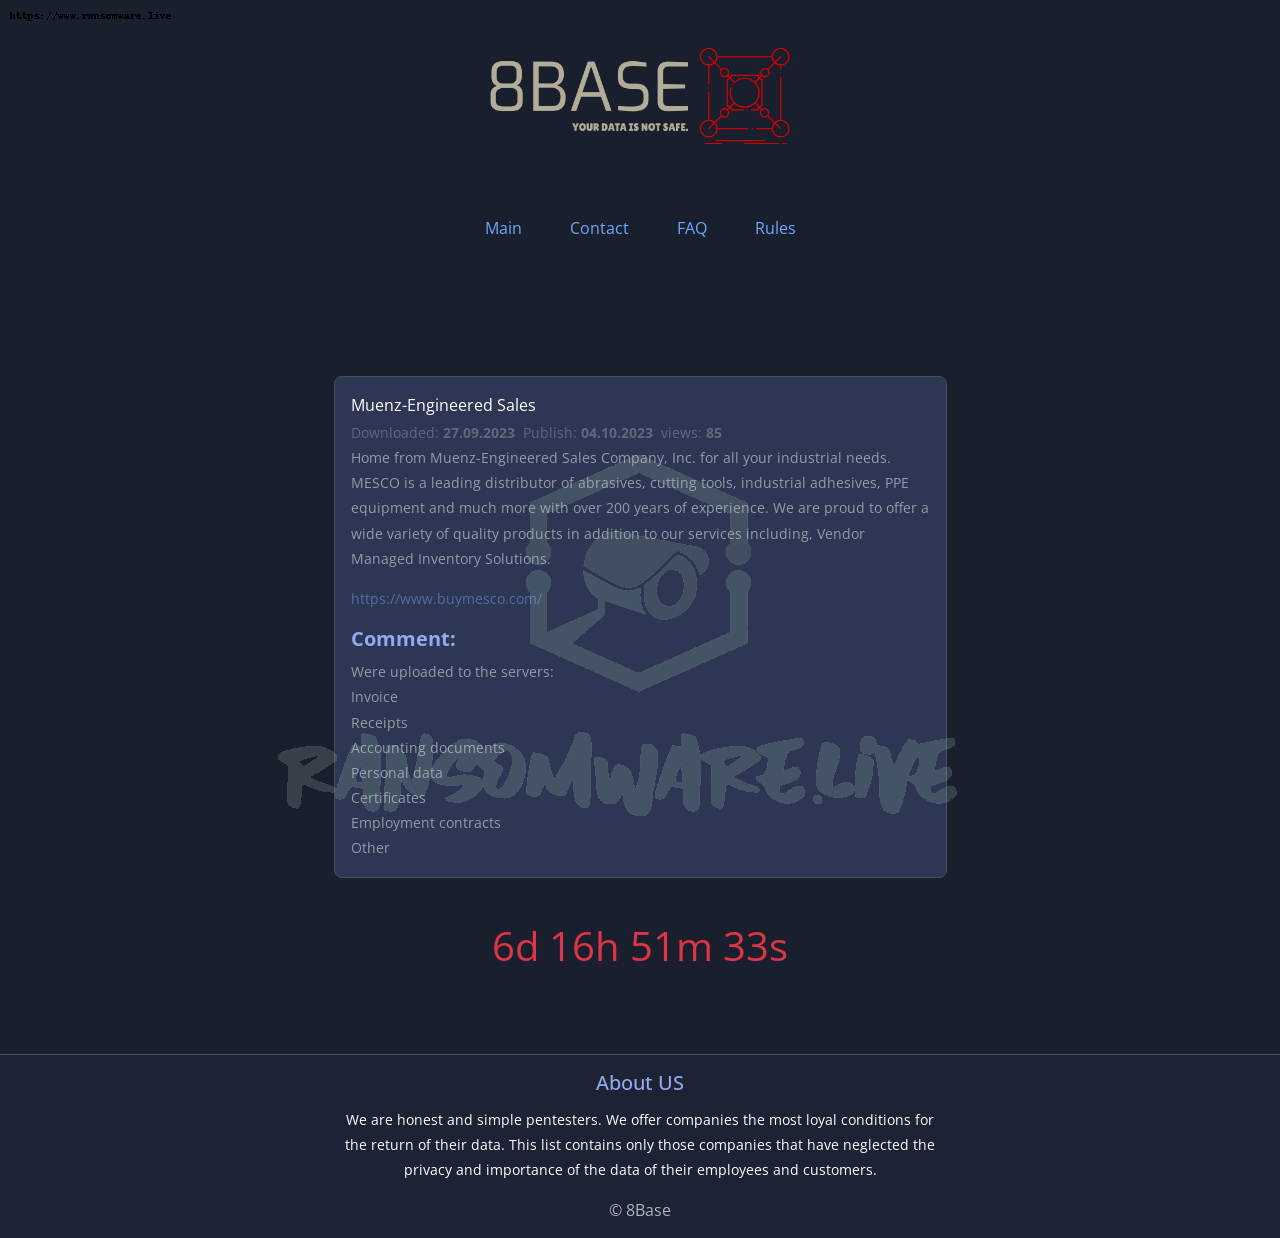 https://www.ransomware.live
8BASE
YOUR DATA IS NOT SAFE.
Main Contact FAQ Rules
Muenz-Engineered Sales
Downloaded: 27.09.2023 Publish: 04.10.2023 views: 85
Home from Muenz-Engineered Sales Company, Inc. for all your industrial needs.
MESCO is a leading distributor of abrasives, cutting tools, industrial adhesives, PPE
equipment and much more with over 200 years of experience. We are proud to offer a
wide variety of quality products in addition to our services including, Vendor
Managed Inventory Solutions.
https://www.buymesco.com/
Comment:
Were uploaded to the servers:
Invoice
Receipts
Accounting documents
Personal data
Certificates
Employment contracts
Other
RANSOMWARE.LIVE
6d 16h 51m 33s
About US
We are honest and simple pentesters. We offer companies the most loyal conditions for
the return of their data. This list contains only those companies that have neglected the
privacy and importance of the data of their employees and customers.
© 8Base